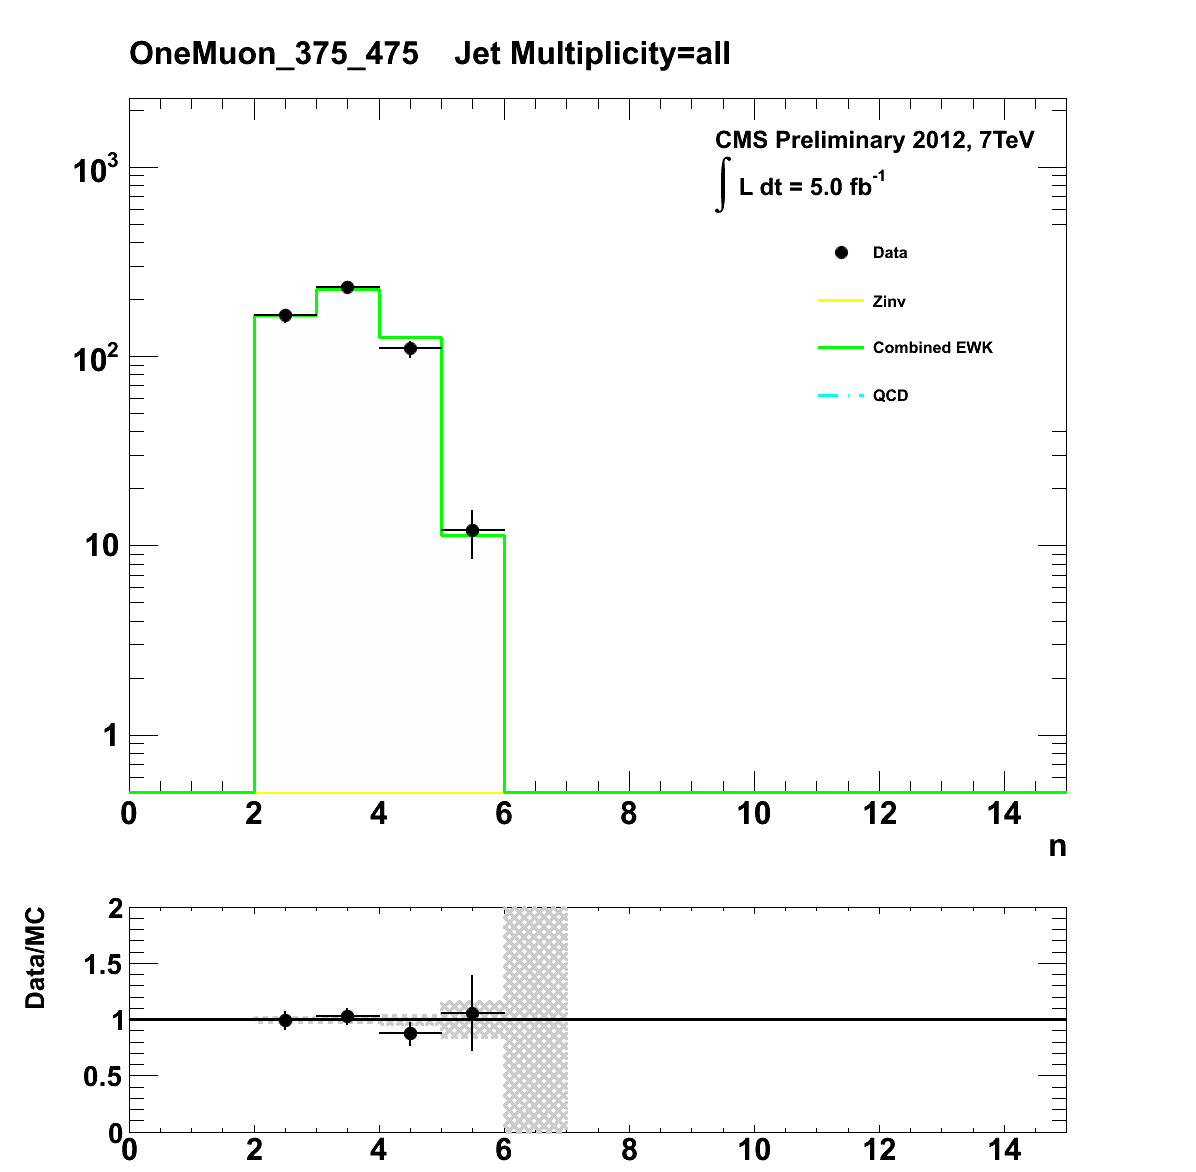 OneMuon_375_475 Jet Multiplicity=all
CMS Preliminary 2012, 7TeV
∫ L dt = 5.0 fb⁻¹
Data
Zinv
Combined EWK
QCD
10³
10²
10
1
0 2 4 6 8 10 12 14
n
Data/MC
2
1.5
1
0.5
0
0 2 4 6 8 10 12 14